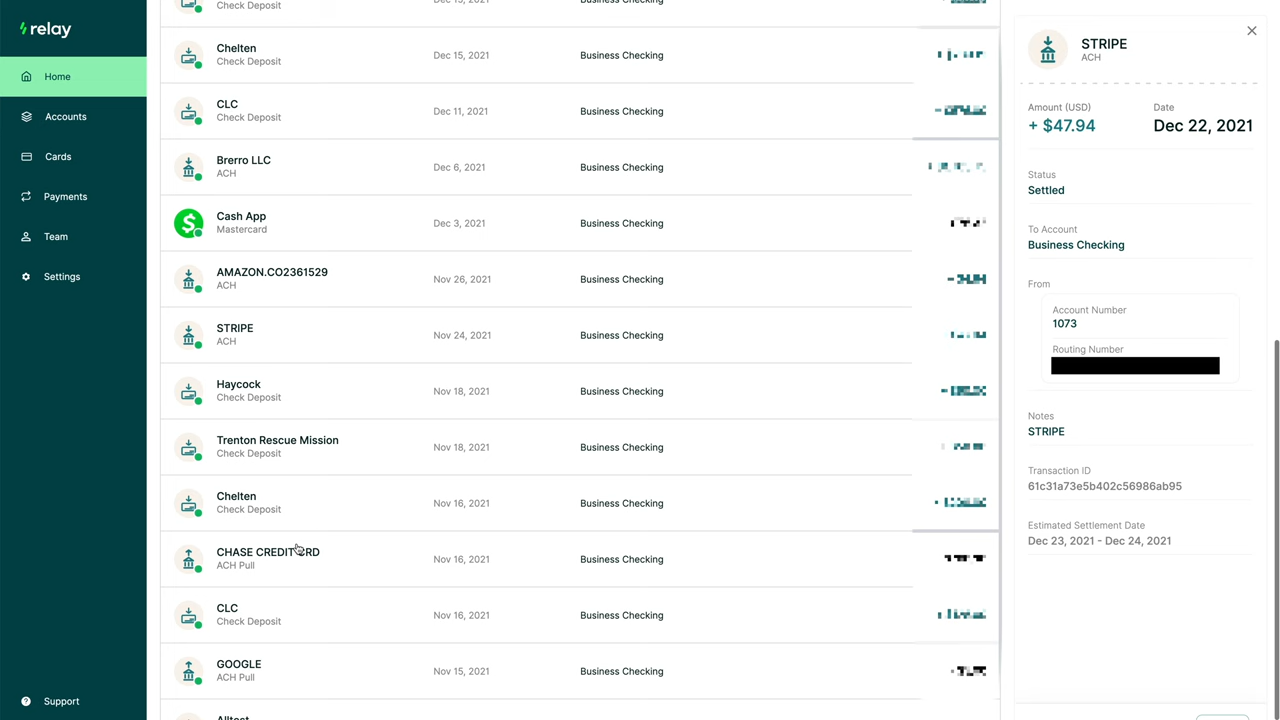 relay
Home
Accounts
Cards
Payments
Team
Settings
Support
Check Deposit
Chelten
Check Deposit
Dec 15, 2021
Business Checking
CLC
Check Deposit
Dec 11, 2021
Business Checking
Brerro LLC
ACH
Dec 6, 2021
Business Checking
Cash App
Mastercard
Dec 3, 2021
Business Checking
AMAZON.CO2361529
ACH
Nov 26, 2021
Business Checking
STRIPE
ACH
Nov 24, 2021
Business Checking
Haycock
Check Deposit
Nov 18, 2021
Business Checking
Trenton Rescue Mission
Check Deposit
Nov 18, 2021
Business Checking
Chelten
Check Deposit
Nov 16, 2021
Business Checking
CHASE CREDIT CRD
ACH Pull
Nov 16, 2021
Business Checking
CLC
Check Deposit
Nov 16, 2021
Business Checking
GOOGLE
ACH Pull
Nov 15, 2021
Business Checking
STRIPE
ACH
Amount (USD)
+ $47.94
Date
Dec 22, 2021
Status
Settled
To Account
Business Checking
From
Account Number
1073
Routing Number
Notes
STRIPE
Transaction ID
61c31a73e5b402c56986ab95
Estimated Settlement Date
Dec 23, 2021 - Dec 24, 2021